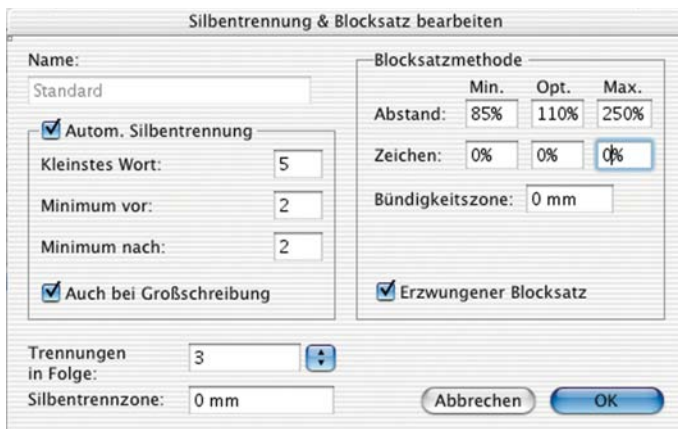 Silbentrennung & Blocksatz bearbeiten
Name:
Standard
Autom. Silbentrennung
Kleinstes Wort: 5
Minimum vor: 2
Minimum nach: 2
Auch bei Großschreibung
Trennungen
in Folge: 3
Silbentrennzone: 0 mm
Blocksatzmethode
Min. Opt. Max.
Abstand: 85% 110% 250%
Zeichen: 0% 0% 0%
Bündigkeitszone: 0 mm
Erzwungener Blocksatz
Abbrechen OK